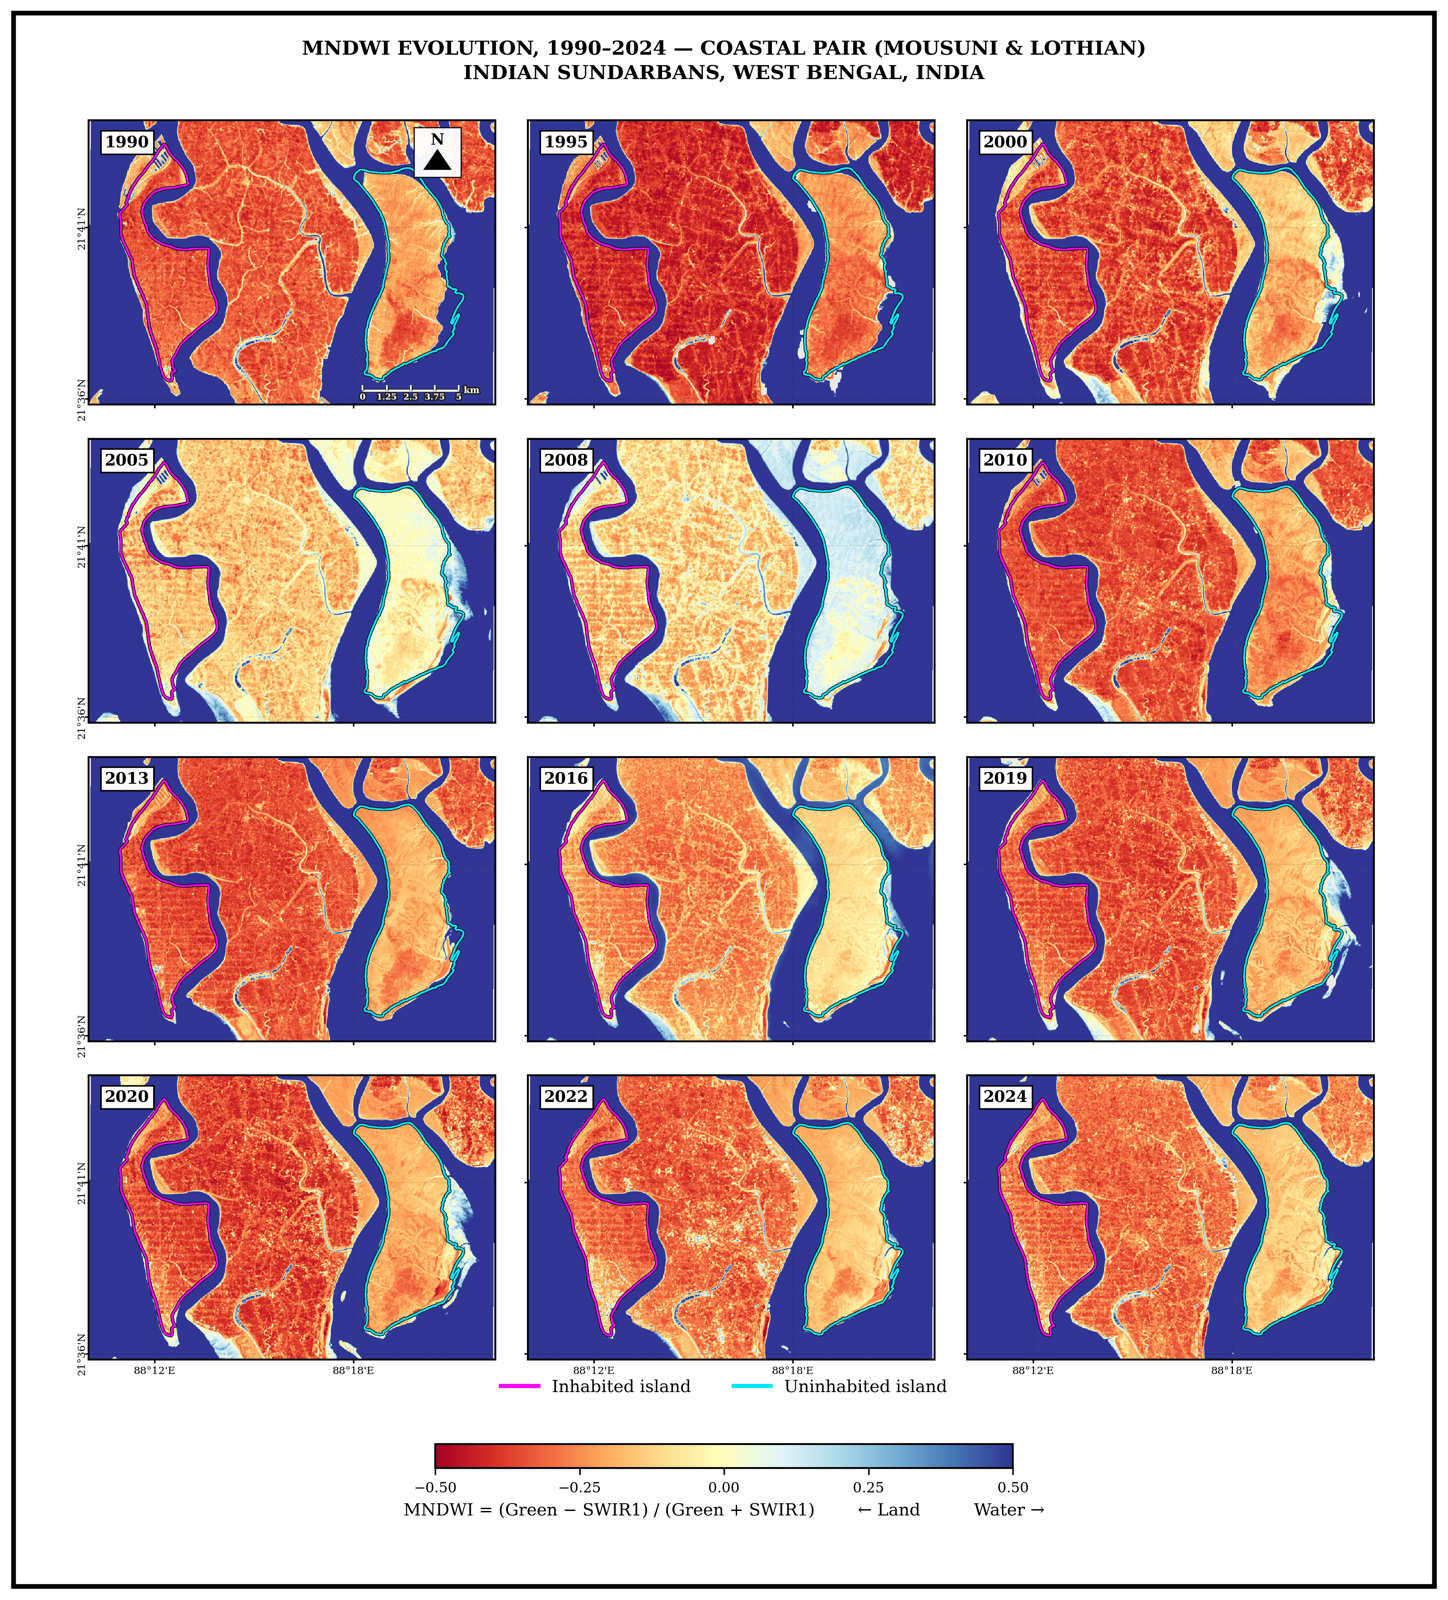 MNDWI EVOLUTION, 1990–2024 — COASTAL PAIR (MOUSUNI & LOTHIAN)
INDIAN SUNDARBANS, WEST BENGAL, INDIA
1990
N
1995
2000
21°41'N
0 1.25 2.5 3.75 5 km
21°36'N
2005
2008
2010
21°41'N
21°36'N
2013
2016
2019
21°41'N
21°36'N
2020
2022
2024
21°41'N
21°36'N
88°12'E 88°18'E 88°12'E 88°18'E 88°12'E 88°18'E
Inhabited island Uninhabited island
−0.50 −0.25 0.00 0.25 0.50
MNDWI = (Green − SWIR1) / (Green + SWIR1) ← Land Water →